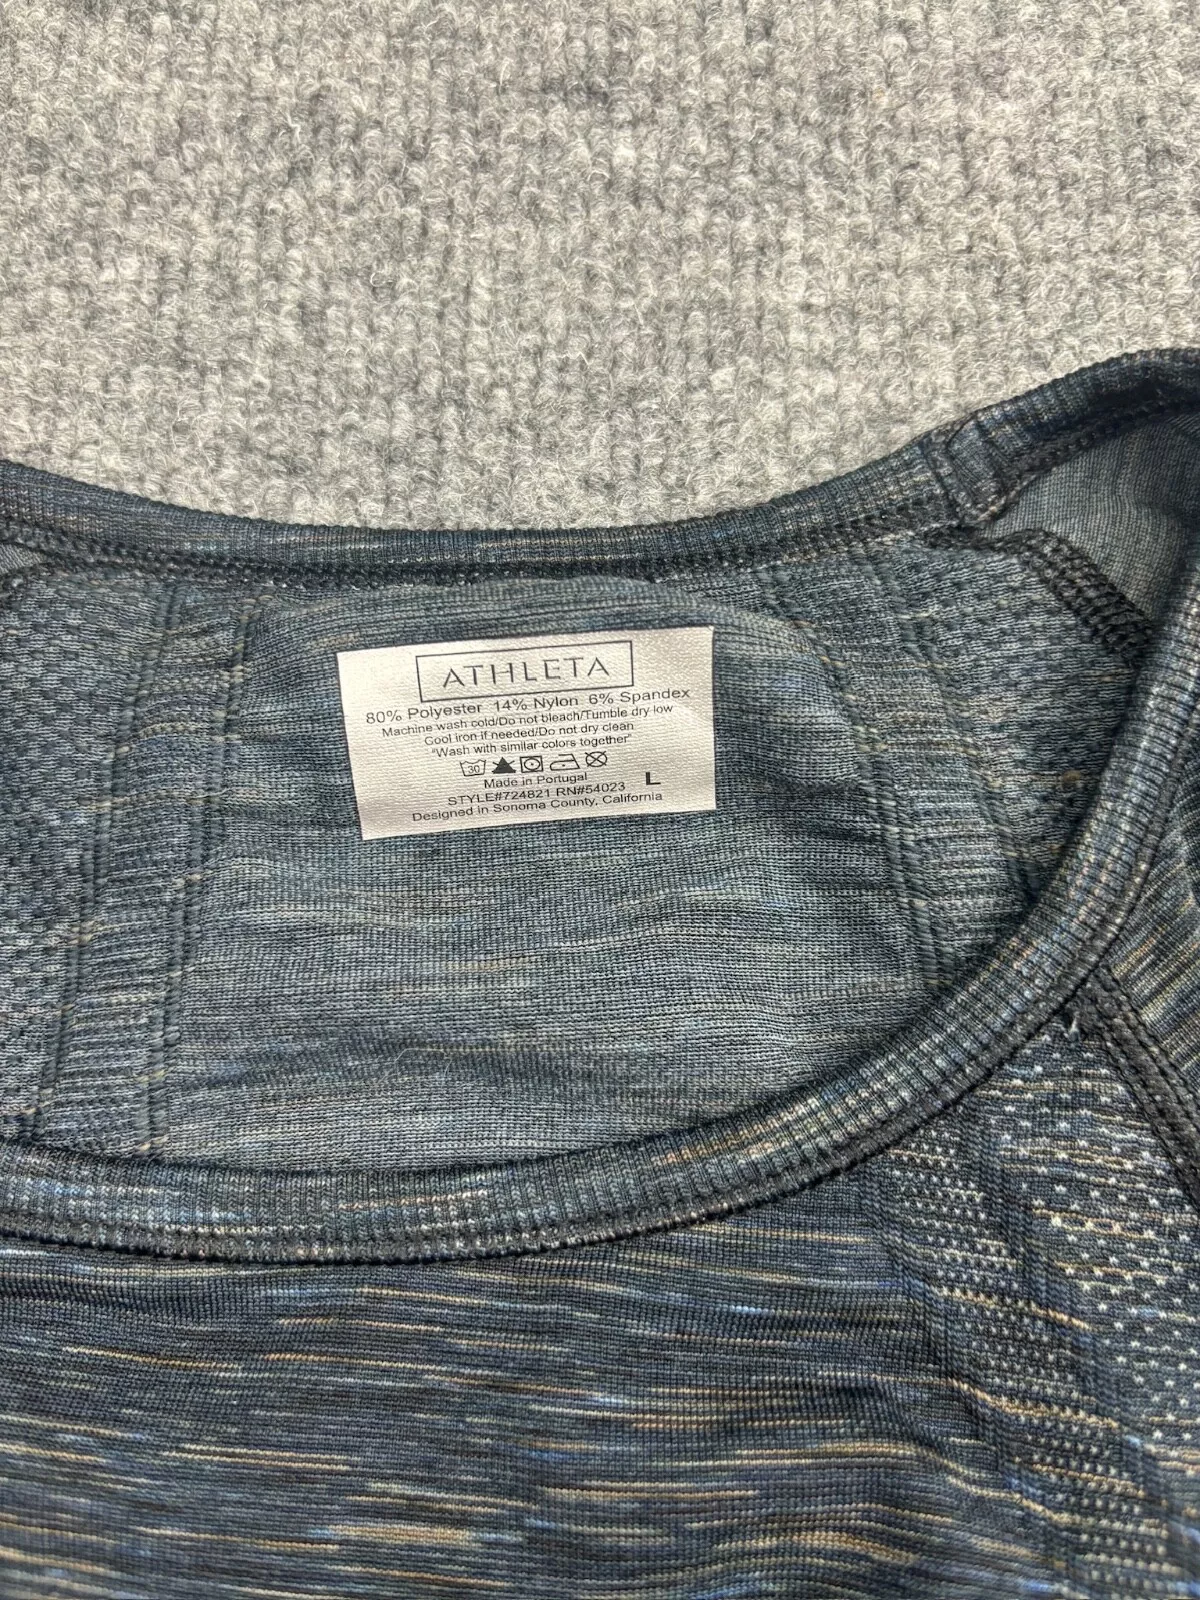 ATHLETA
80% Polyester 14% Nylon 6% Spandex
Machine wash cold/Do not bleach/Tumble dry low
Cool iron if needed/Do not dry clean
"Wash with similar colors together"
30
Made in Portugal
L
STYLE#724821 RN#54023
Designed in Sonoma County, California